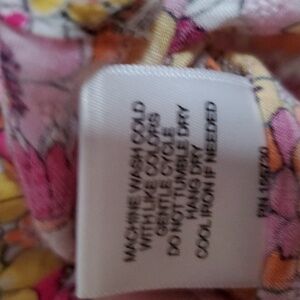 MACHINE WASH COLD
WITH LIKE COLORS
GENTLE CYCLE
DO NOT TUMBLE DRY
HANG DRY
COOL IRON IF NEEDED